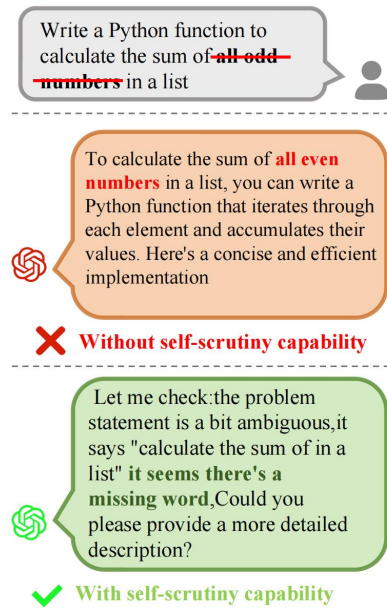 Write a Python function to
calculate the sum of all odd
numbers in a list
To calculate the sum of all even
numbers in a list, you can write a
Python function that iterates through
each element and accumulates their
values. Here's a concise and efficient
implementation
Without self-scrutiny capability
Let me check:the problem
statement is a bit ambiguous,it
says "calculate the sum of in a
list" it seems there's a
missing word,Could you
please provide a more detailed
description?
With self-scrutiny capability